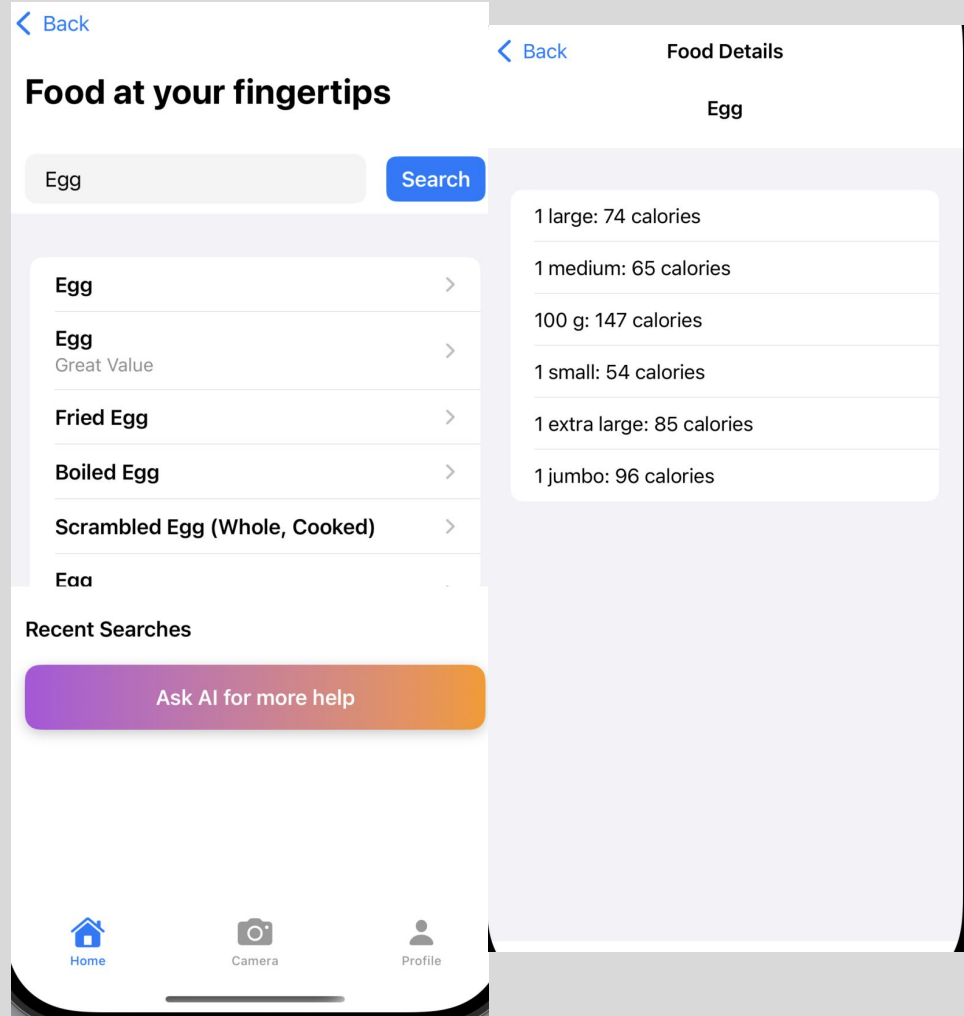 Back
Food at your fingertips
Egg
Search
Egg
Egg
Great Value
Fried Egg
Boiled Egg
Scrambled Egg (Whole, Cooked)
Egg
Recent Searches
Ask AI for more help
Home
Camera
Profile
Back
Food Details
Egg
1 large: 74 calories
1 medium: 65 calories
100 g: 147 calories
1 small: 54 calories
1 extra large: 85 calories
1 jumbo: 96 calories